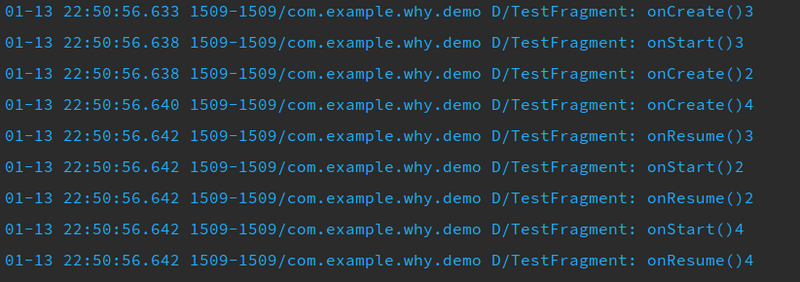 01-13 22:50:56.633 1509-1509/com.example.why.demo D/TestFragment: onCreate()3
01-13 22:50:56.638 1509-1509/com.example.why.demo D/TestFragment: onStart()3
01-13 22:50:56.638 1509-1509/com.example.why.demo D/TestFragment: onCreate()2
01-13 22:50:56.640 1509-1509/com.example.why.demo D/TestFragment: onCreate()4
01-13 22:50:56.642 1509-1509/com.example.why.demo D/TestFragment: onResume()3
01-13 22:50:56.642 1509-1509/com.example.why.demo D/TestFragment: onStart()2
01-13 22:50:56.642 1509-1509/com.example.why.demo D/TestFragment: onResume()2
01-13 22:50:56.642 1509-1509/com.example.why.demo D/TestFragment: onStart()4
01-13 22:50:56.642 1509-1509/com.example.why.demo D/TestFragment: onResume()4